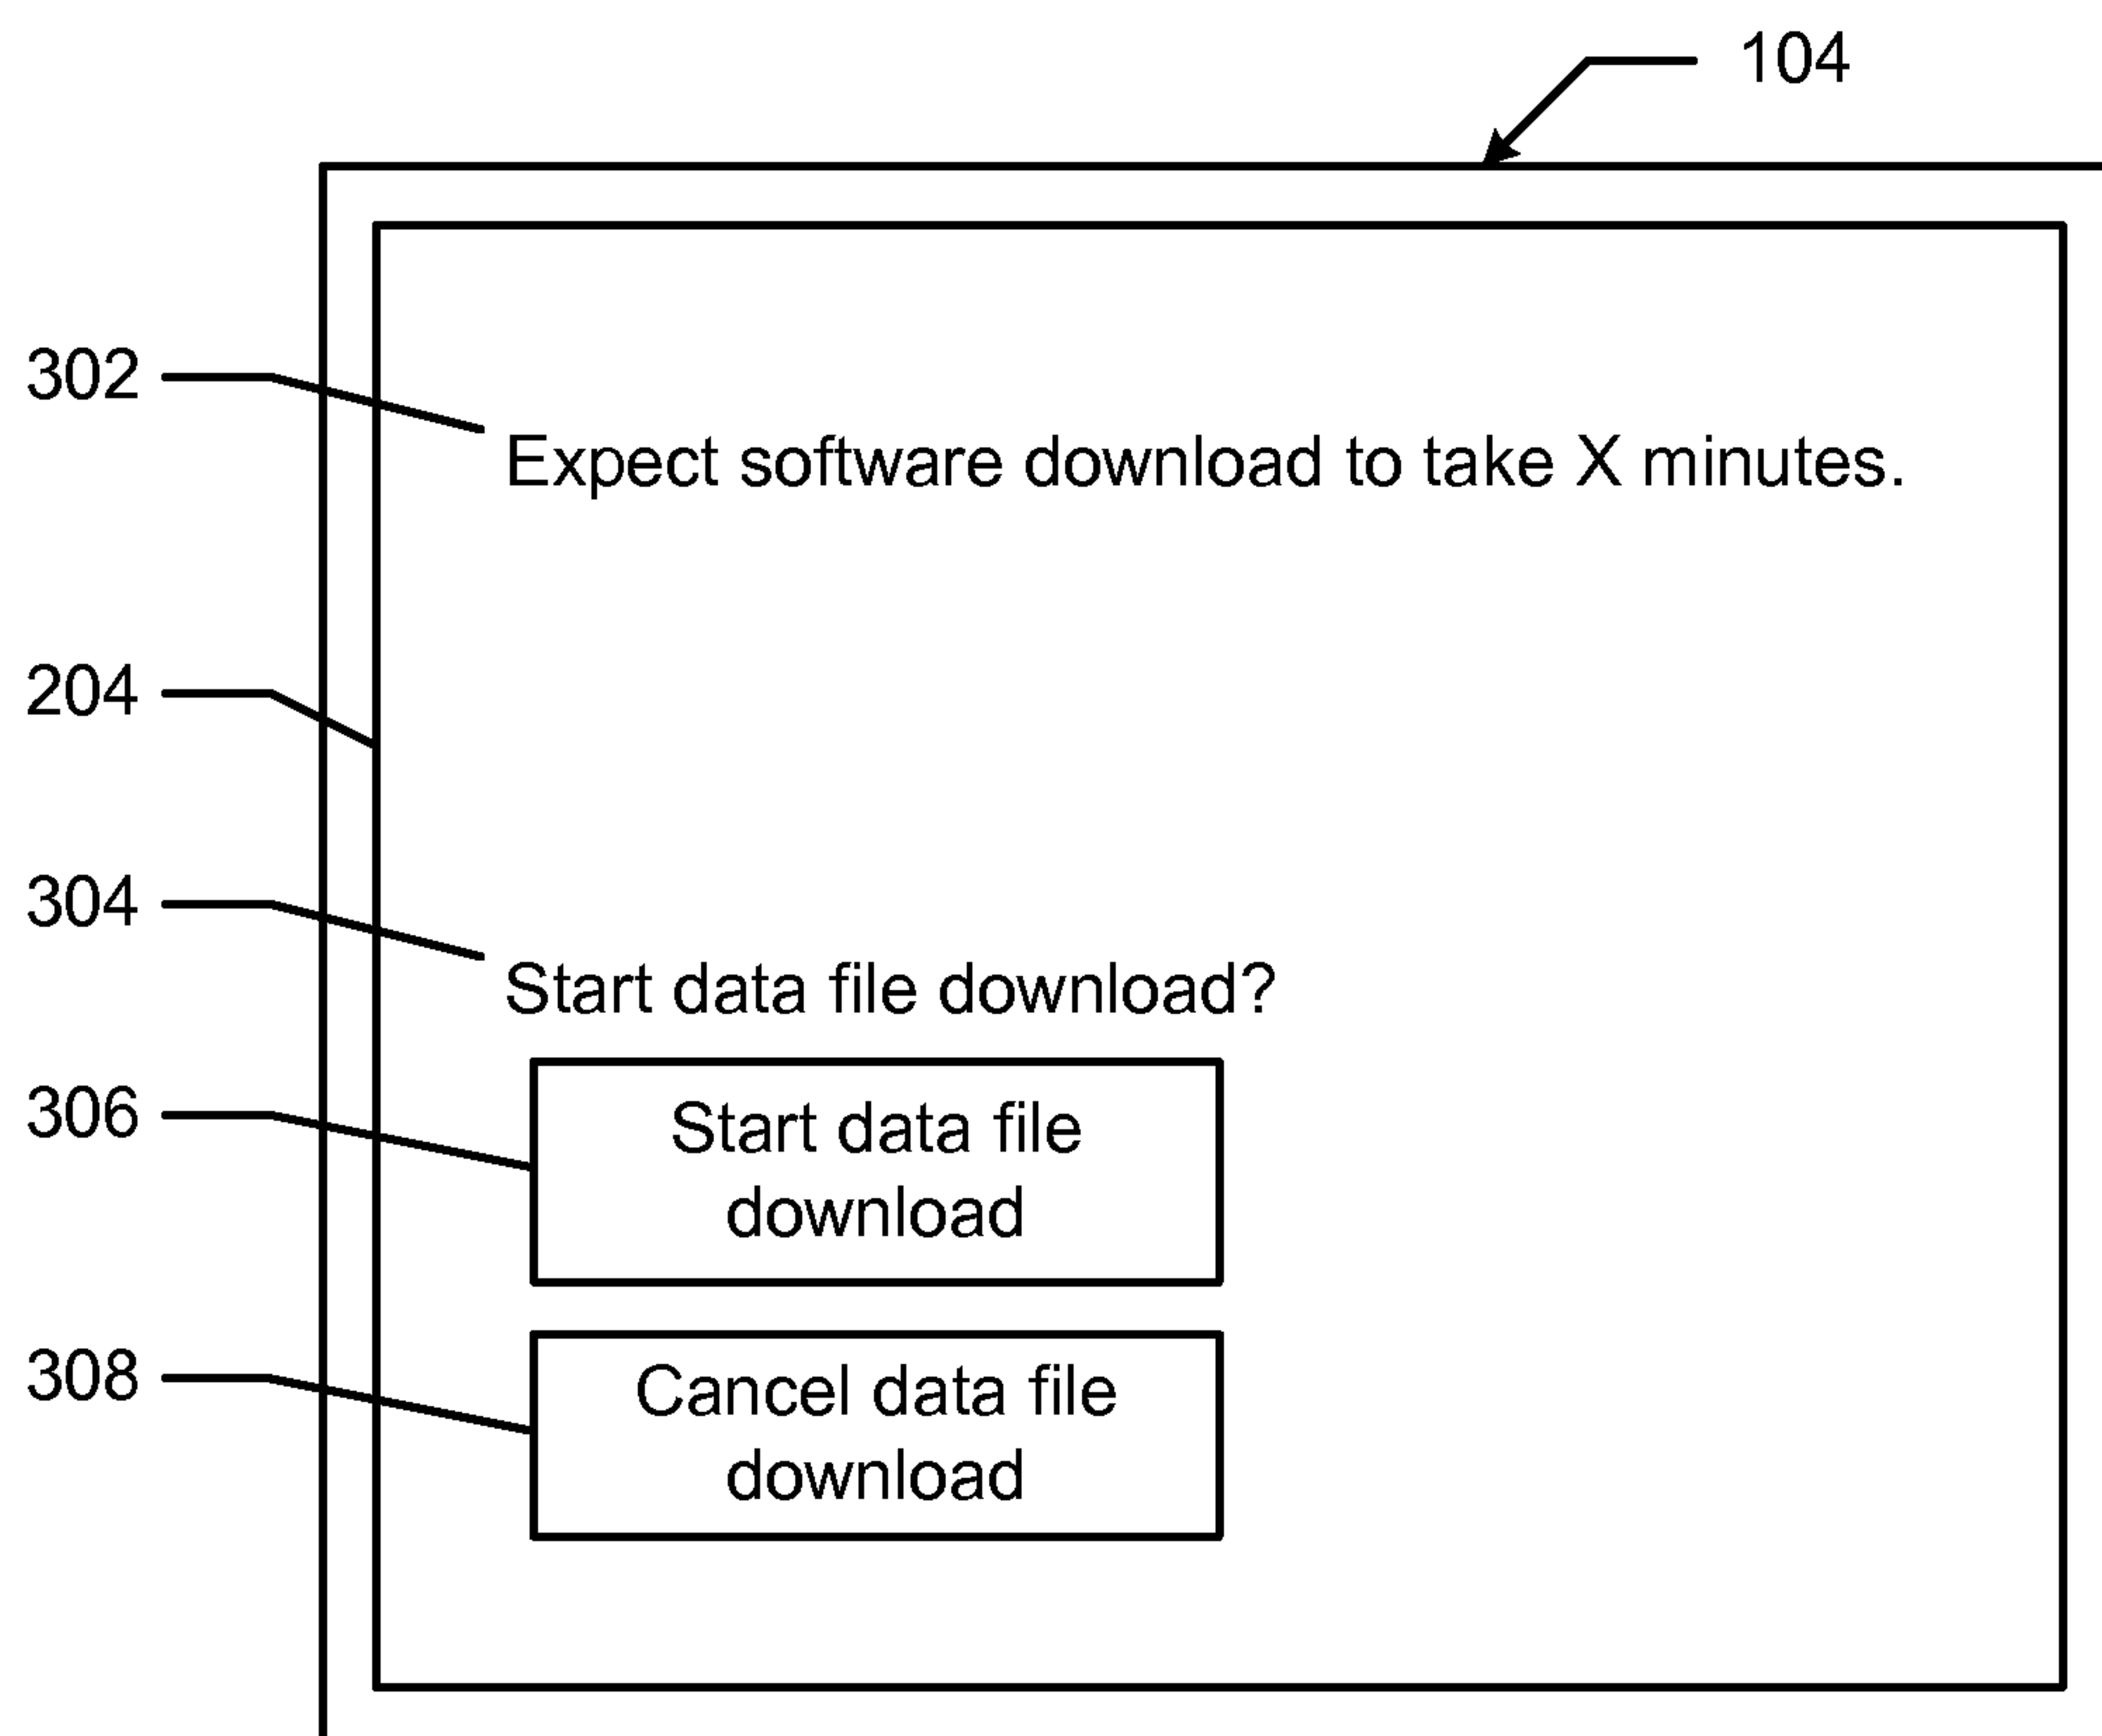 104
302
Expect software download to take X minutes.
204
304
Start data file download?
306
Start data file
download
308
Cancel data file
download